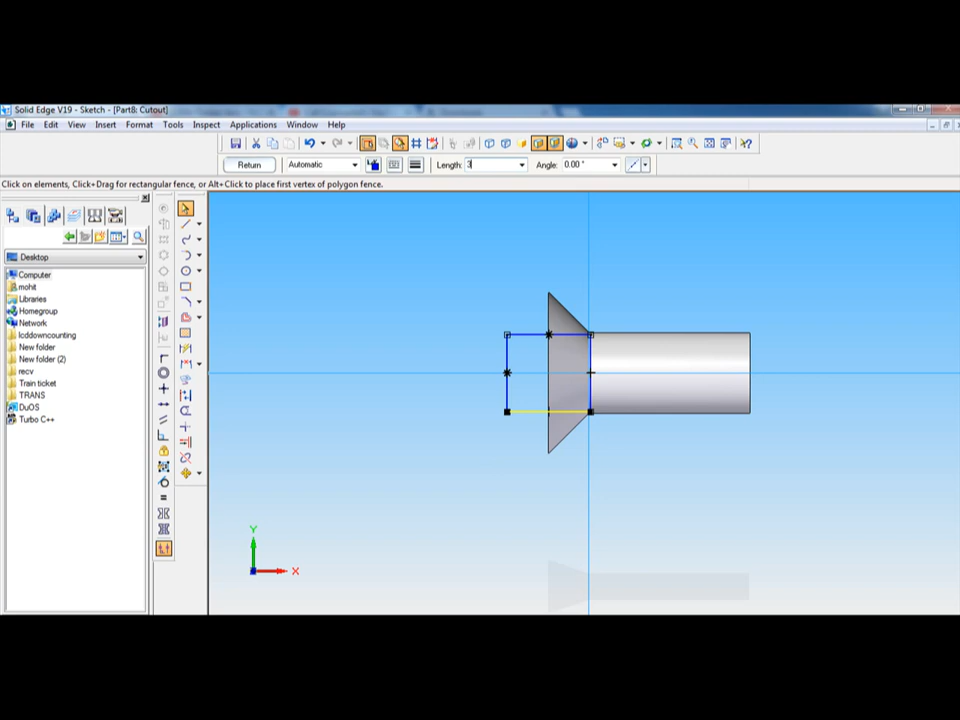 Solid Edge V19 - Sketch - [Part8: Cutout]
File Edit View Insert Format Tools Inspect Applications Window Help
Return Automatic Length: 3 Angle: 0.00 °
Click on elements, Click+Drag for rectangular fence, or Alt+Click to place first vertex of polygon fence.
Desktop
Computer
mohit
Libraries
Homegroup
Network
lcddowncounting
New folder
New folder (2)
recv
Train ticket
TRANS
DuOS
Turbo C++
Y
X